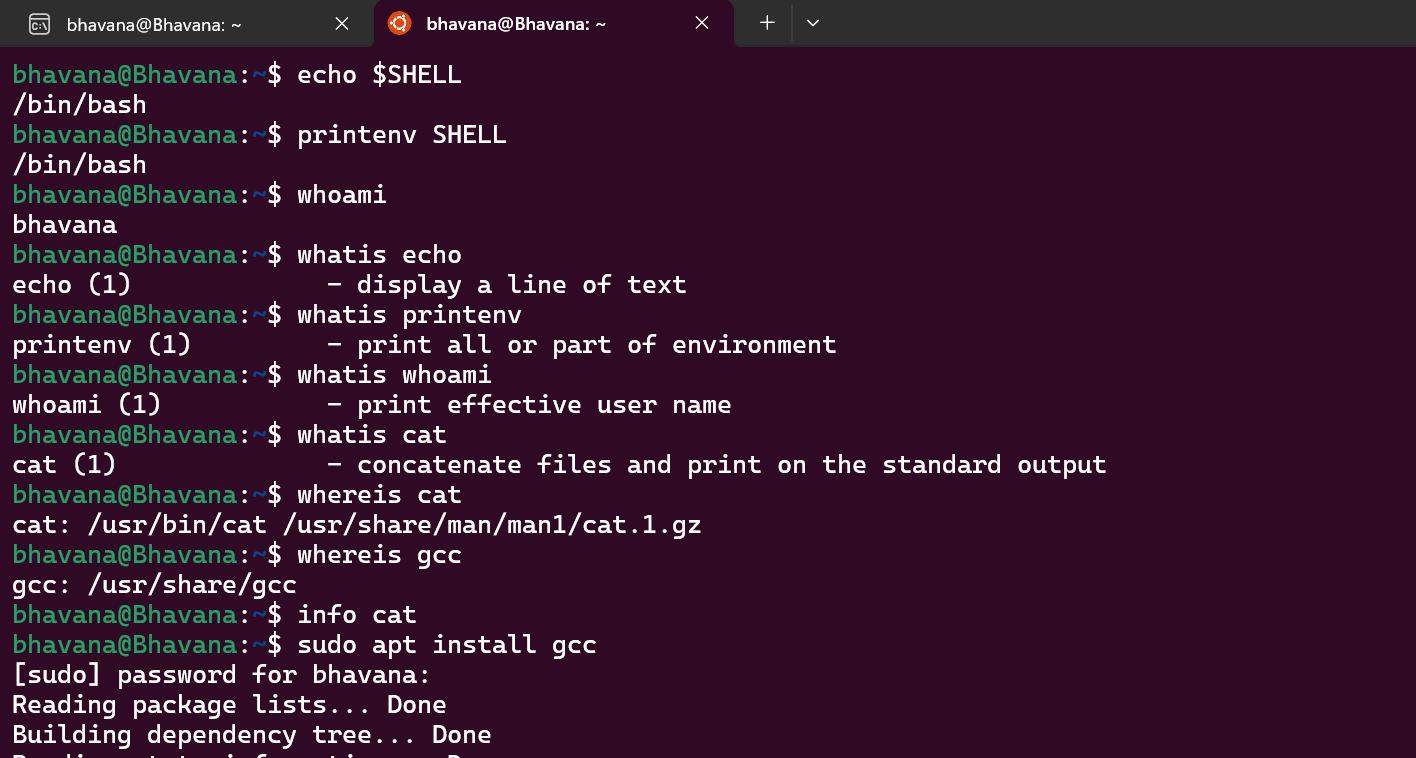 bhavana@Bhavana: ~
bhavana@Bhavana: ~
bhavana@Bhavana:~$ echo $SHELL
/bin/bash
bhavana@Bhavana:~$ printenv SHELL
/bin/bash
bhavana@Bhavana:~$ whoami
bhavana
bhavana@Bhavana:~$ whatis echo
echo (1)             - display a line of text
bhavana@Bhavana:~$ whatis printenv
printenv (1)         - print all or part of environment
bhavana@Bhavana:~$ whatis whoami
whoami (1)           - print effective user name
bhavana@Bhavana:~$ whatis cat
cat (1)              - concatenate files and print on the standard output
bhavana@Bhavana:~$ whereis cat
cat: /usr/bin/cat /usr/share/man/man1/cat.1.gz
bhavana@Bhavana:~$ whereis gcc
gcc: /usr/share/gcc
bhavana@Bhavana:~$ info cat
bhavana@Bhavana:~$ sudo apt install gcc
[sudo] password for bhavana:
Reading package lists... Done
Building dependency tree... Done